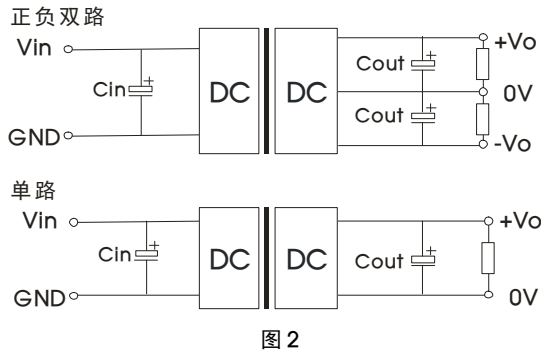 正负双路
Vin
+Vo
Cin
+
DC
DC
Cout
+
0V
Cout
+
GND
-Vo
单路
Vin
+Vo
Cin
+
DC
DC
Cout
+
GND
0V
图2